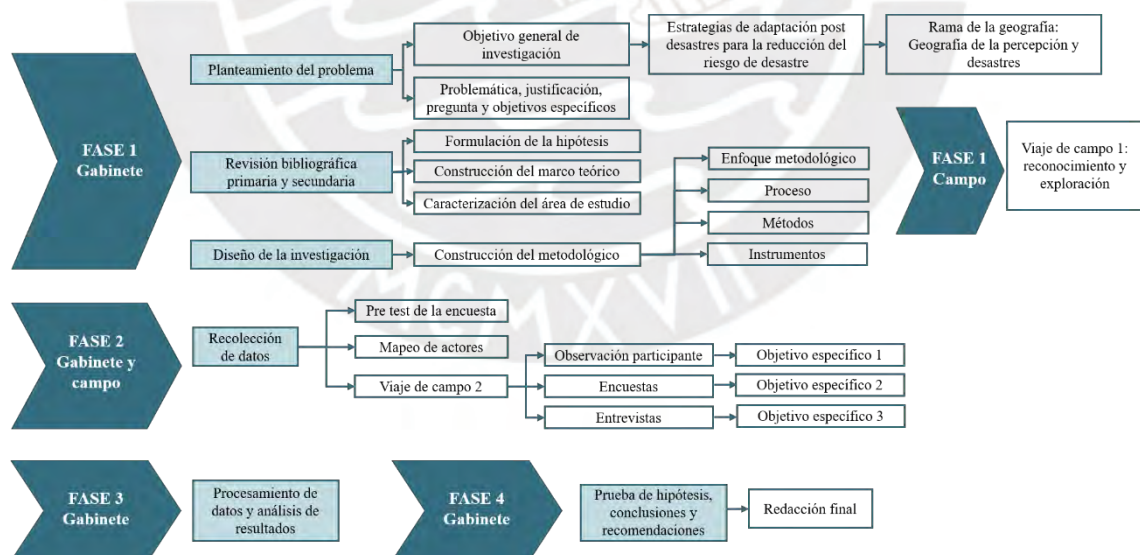 FASE 1
Gabinete
Planteamiento del problema
Objetivo general de
investigación
Estrategias de adaptación post
desastres para la reducción del
riesgo de desastre
Rama de la geografía:
Geografía de la percepción y
desastres
Problemática, justificación,
pregunta y objetivos específicos
Revisión bibliográfica
primaria y secundaria
Formulación de la hipótesis
Construcción del marco teórico
Caracterización del área de estudio
Diseño de la investigación
Construcción del metodológico
Enfoque metodológico
Proceso
Métodos
Instrumentos
FASE 1
Campo
Viaje de campo 1:
reconocimiento y
exploración
MCMXVII
FASE 2
Gabinete y
campo
Recolección
de datos
Pre test de la encuesta
Mapeo de actores
Viaje de campo 2
Observación participante
Objetivo específico 1
Encuestas
Objetivo específico 2
Entrevistas
Objetivo específico 3
FASE 3
Gabinete
Procesamiento de
datos y análisis de
resultados
FASE 4
Gabinete
Prueba de hipótesis,
conclusiones y
recomendaciones
Redacción final